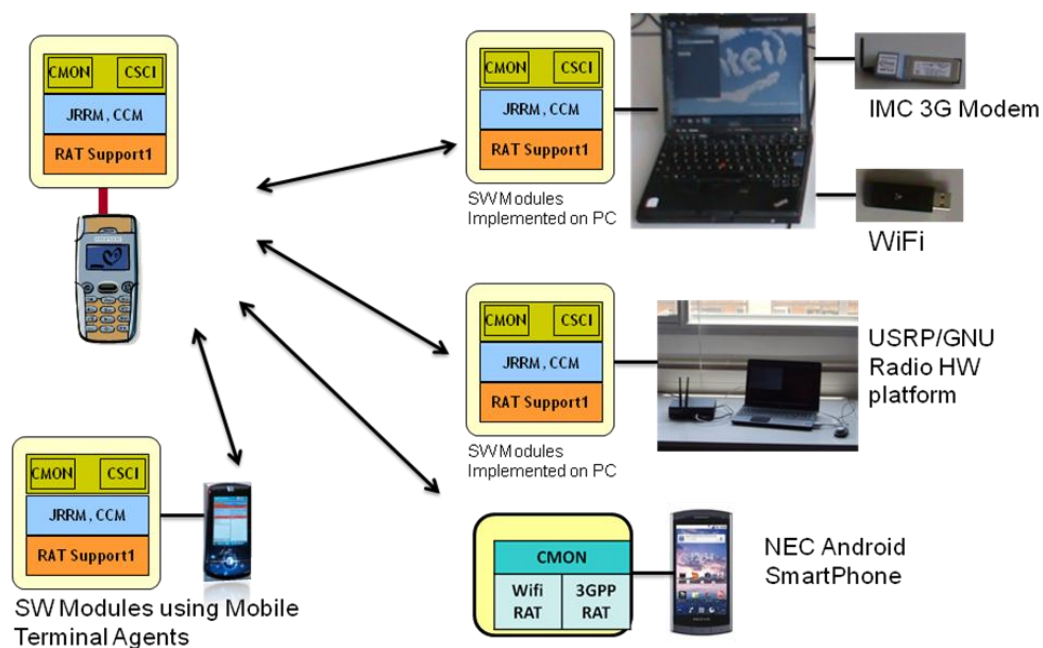 CMON
CSCI
JRRM, CCM
RAT Support1
CMON
CSCI
JRRM, CCM
RAT Support1
SW Modules
Implemented on PC
intel
IMC 3G Modem
WiFi
CMON
CSCI
JRRM, CCM
RAT Support1
SW Modules
Implemented on PC
USRP/GNU
Radio HW
platform
CMON
CSCI
JRRM, CCM
RAT Support1
SW Modules using Mobile
Terminal Agents
CMON
Wifi
RAT
3GPP
RAT
NEC Android
SmartPhone